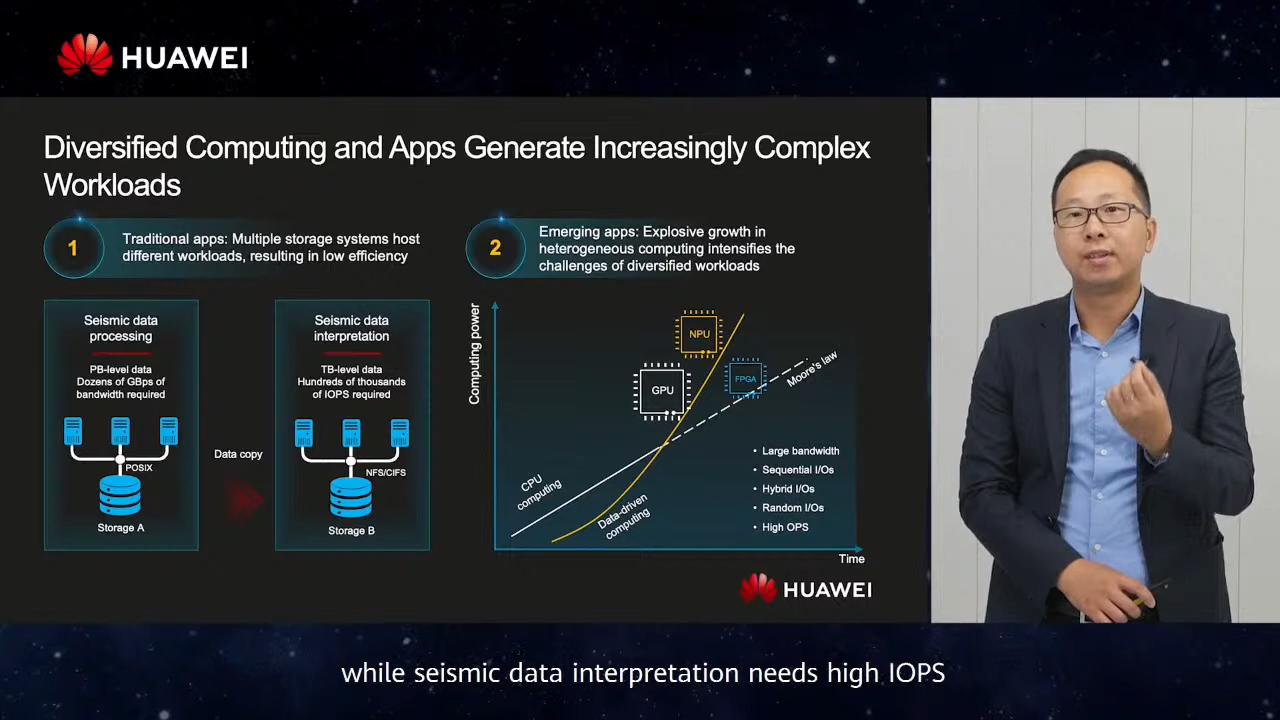 HUAWEI
Diversified Computing and Apps Generate Increasingly Complex
Workloads
1
Traditional apps: Multiple storage systems host
different workloads, resulting in low efficiency
2
Emerging apps: Explosive growth in
heterogeneous computing intensifies the
challenges of diversified workloads
Seismic data
processing
PB-level data
Dozens of GBps of
bandwidth required
POSIX
Storage A
Data copy
Seismic data
interpretation
TB-level data
Hundreds of thousands
of IOPS required
NFS/CIFS
Storage B
Computing power
NPU
GPU
FPGA
Moore's law
CPU
computing
Data-driven
computing
• Large bandwidth
• Sequential I/Os
• Hybrid I/Os
• Random I/Os
• High OPS
Time
HUAWEI
while seismic data interpretation needs high IOPS